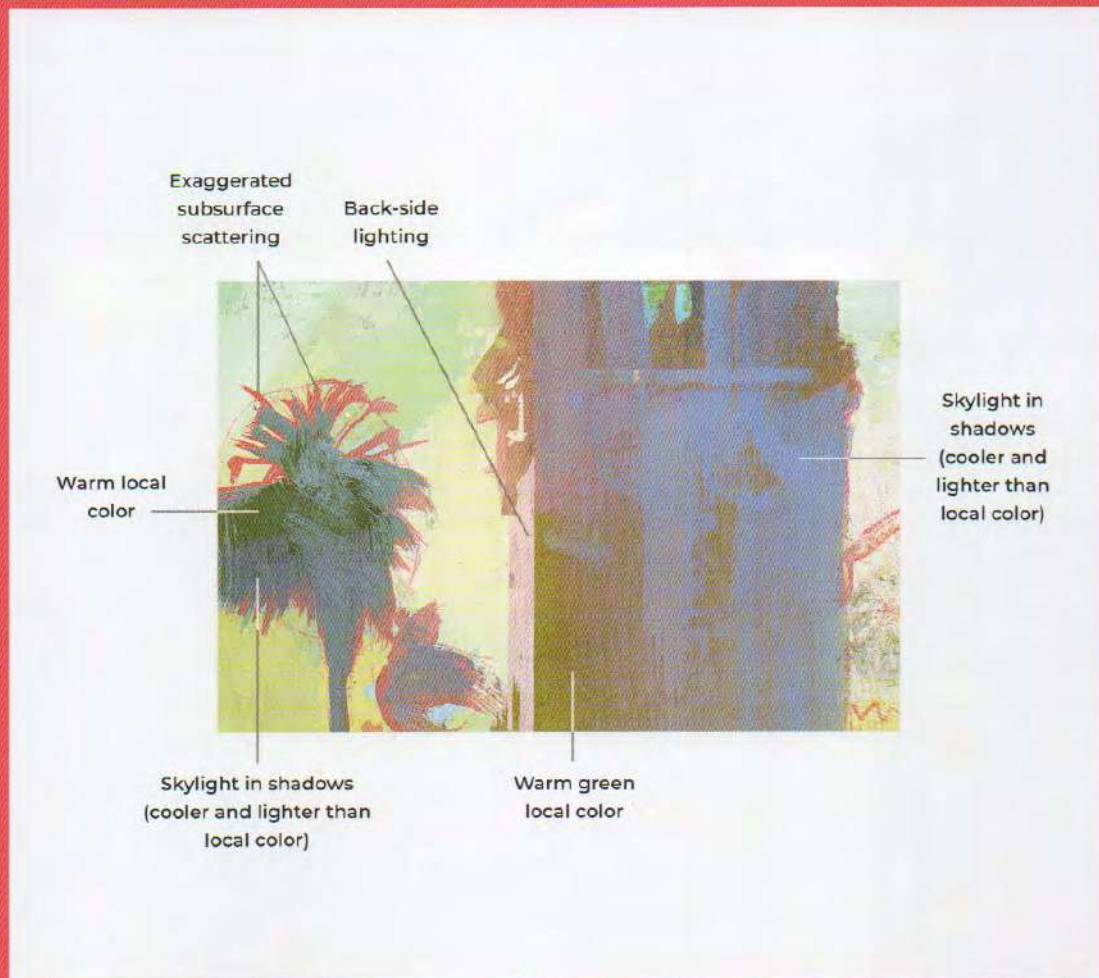 Exaggerated
subsurface
scattering
Back-side
lighting
Warm local
color
Skylight in
shadows
(cooler and
lighter than
local color)
Skylight in shadows
(cooler and lighter than
local color)
Warm green
local color